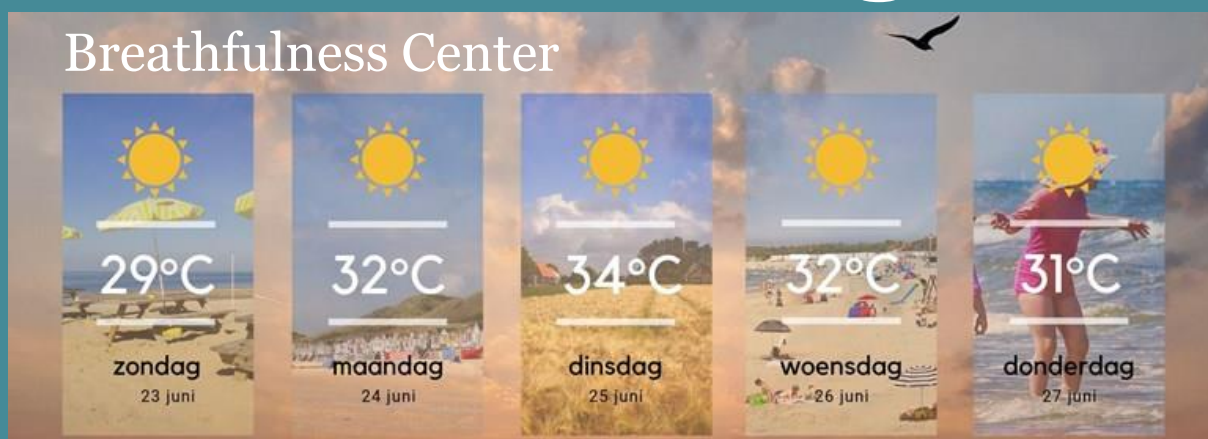 Breathfulness Center
29°C
zondag
23 juni
32°C
maandag
24 juni
34°C
dinsdag
25 juni
32°C
woensdag
26 juni
31°C
donderdag
27 juni